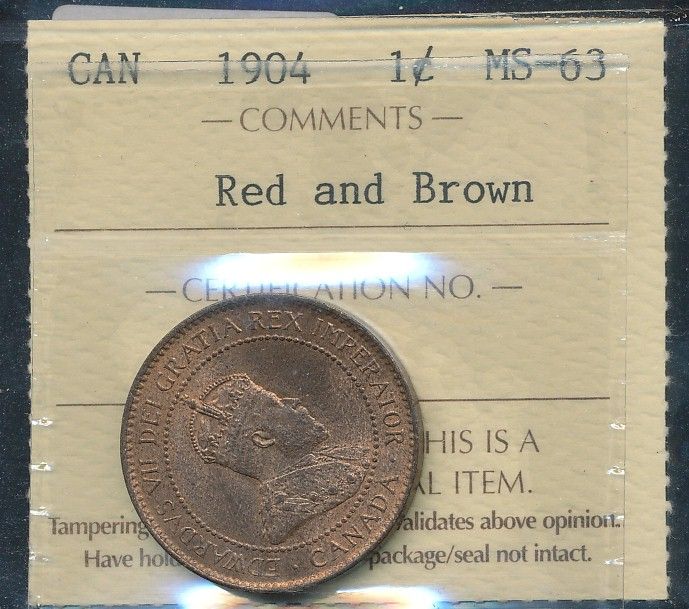 CAN 1904 1¢ MS-63
— COMMENTS —
Red and Brown
— CERTIFICATION NO. —
EDWARDVS VII DEI GRATIA REX IMPERATOR
CANADA
HIS IS A
AL ITEM.
Tampering validates above opinion.
Have hol package/seal not intact.